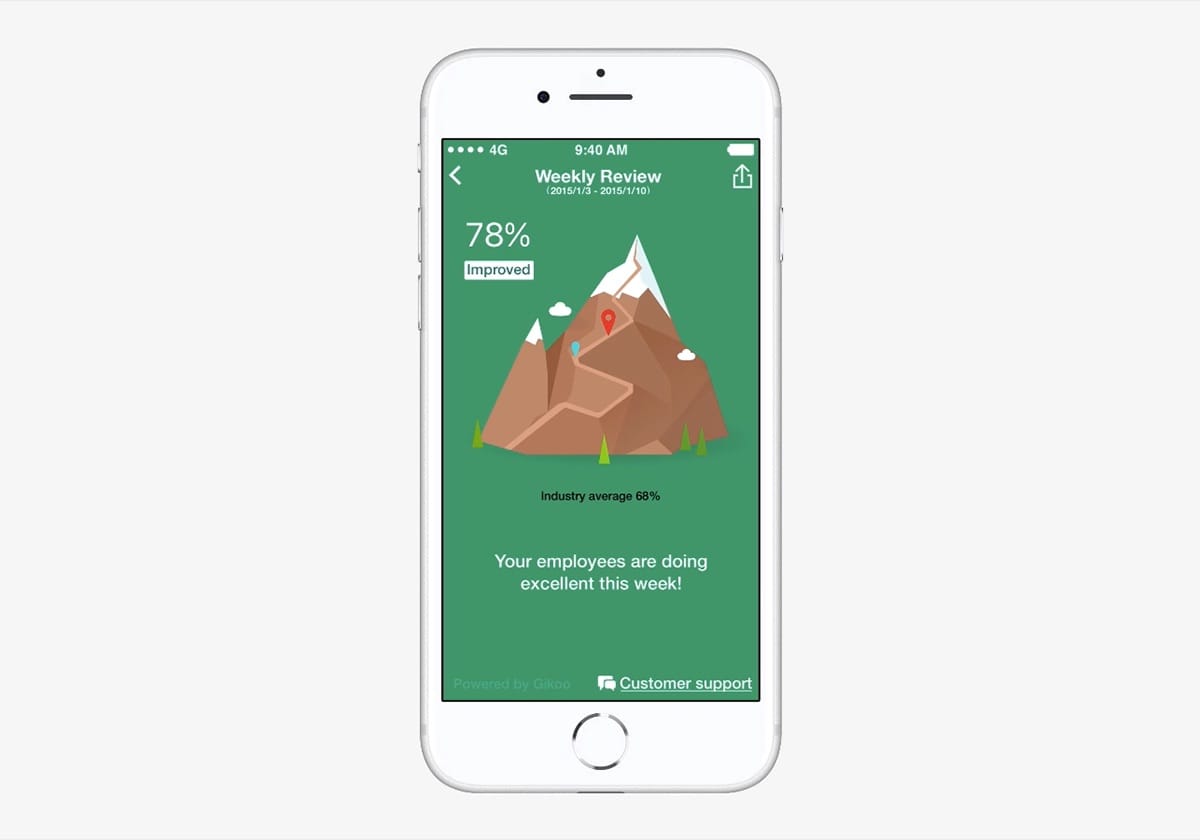 4G 9:40 AM
Weekly Review
(2015/1/3 - 2015/1/10)
78%
Improved
Industry average 68%
Your employees are doing
excellent this week!
Powered by Gikoo
Customer support